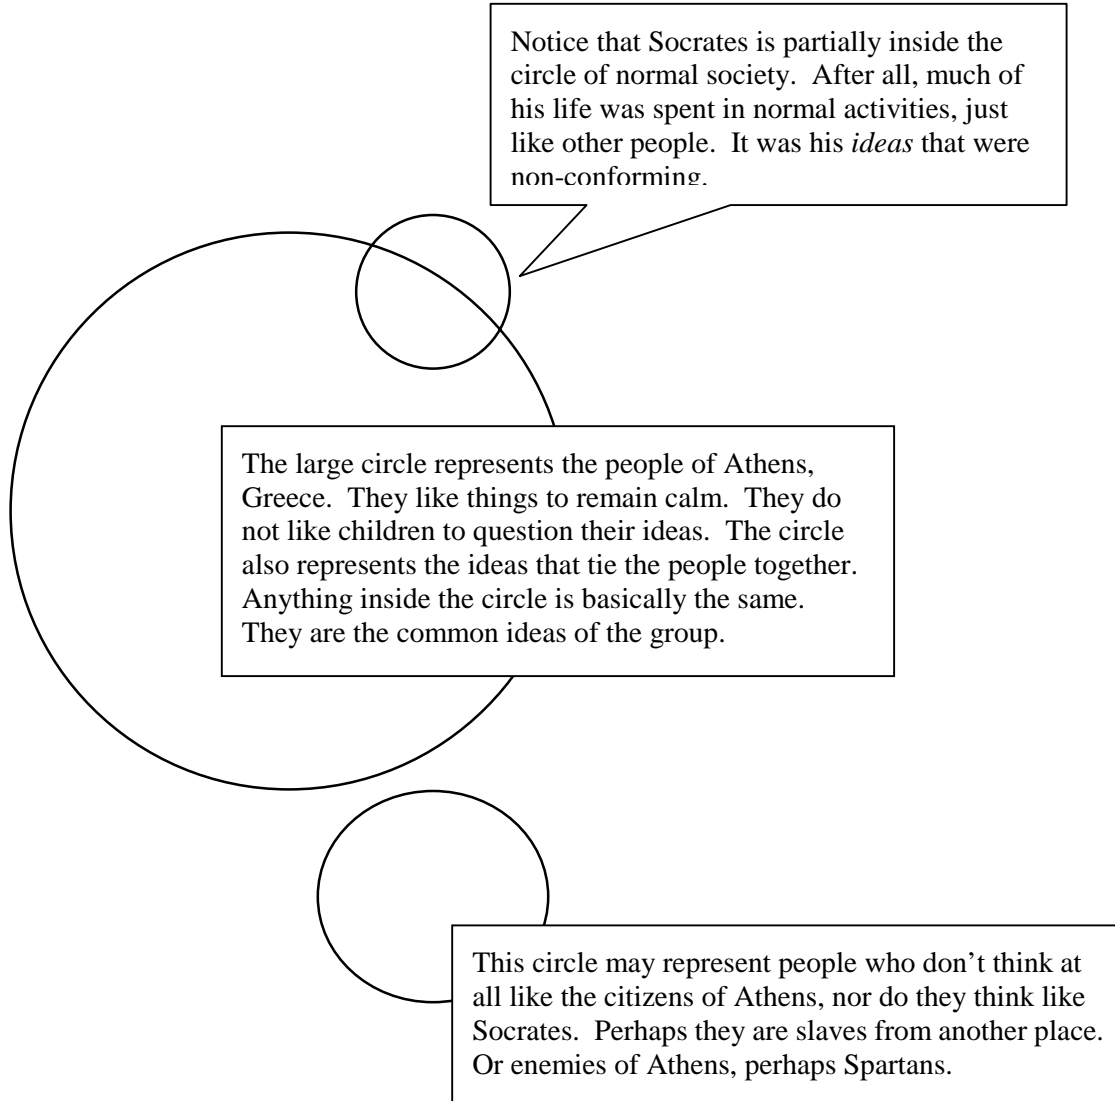 Notice that Socrates is partially inside the
circle of normal society.  After all, much of
his life was spent in normal activities, just
like other people.  It was his ideas that were
non-conforming.
The large circle represents the people of Athens,
Greece.  They like things to remain calm.  They do
not like children to question their ideas.  The circle
also represents the ideas that tie the people together.
Anything inside the circle is basically the same.
They are the common ideas of the group.
This circle may represent people who don’t think at
all like the citizens of Athens, nor do they think like
Socrates.  Perhaps they are slaves from another place.
Or enemies of Athens, perhaps Spartans.